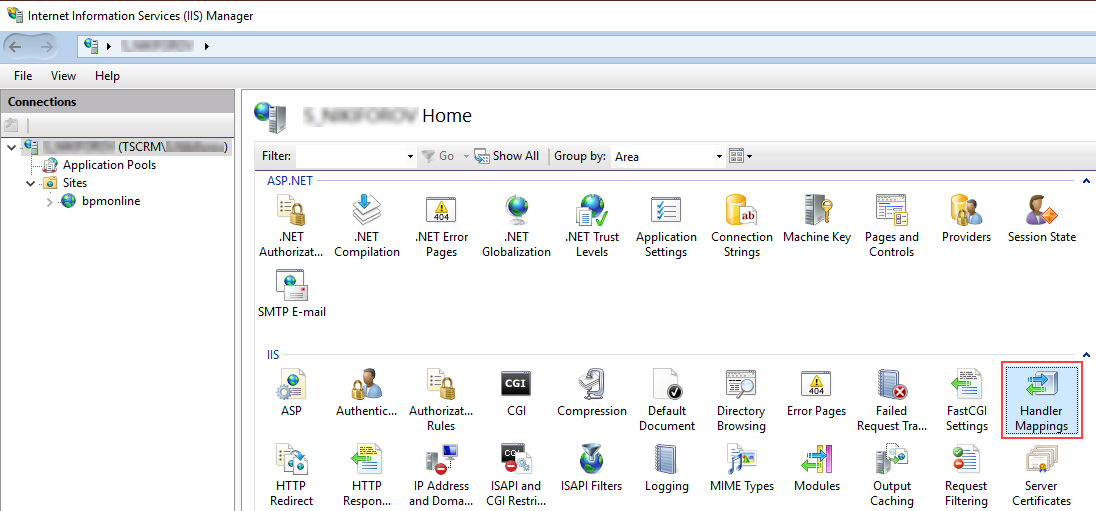 Internet Information Services (IIS) Manager
File View Help
Connections
(TSCRM\
Application Pools
Sites
bpmonline
Home
Filter: Go Show All Group by: Area
ASP.NET
.NET Authorizat...
.NET Compilation
.NET Error Pages
.NET Globalization
.NET Trust Levels
Application Settings
Connection Strings
Machine Key
Pages and Controls
Providers
Session State
SMTP E-mail
IIS
ASP
Authentic...
Authorizat... Rules
CGI
Compression
Default Document
Directory Browsing
Error Pages
Failed Request Tra...
FastCGI Settings
Handler Mappings
HTTP Redirect
HTTP Respon...
IP Address and Doma...
ISAPI and CGI Restri...
ISAPI Filters
Logging
MIME Types
Modules
Output Caching
Request Filtering
Server Certificates